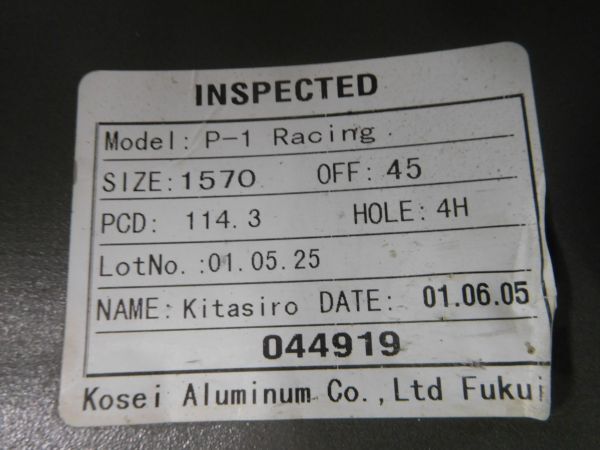 INSPECTED
Model: P-1 Racing
SIZE:1570 OFF: 45
PCD: 114.3 HOLE: 4H
LotNo. :01.05.25
NAME: Kitasiro DATE: 01.06.05
044919
Kosei Aluminum Co.,Ltd Fukui